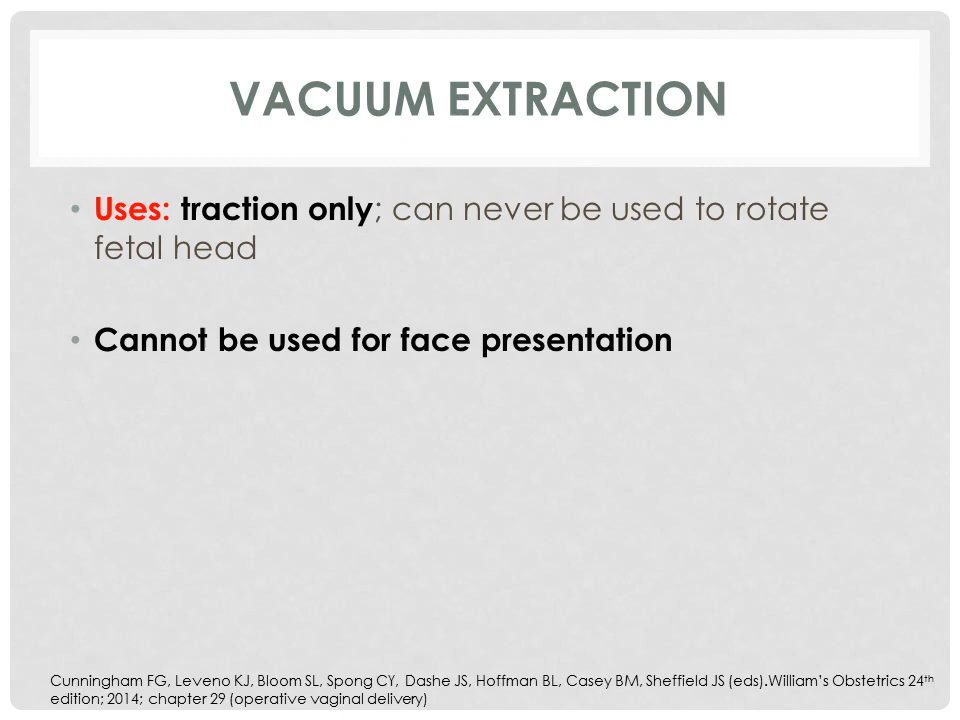 VACUUM EXTRACTION
• Uses: traction only; can never be used to rotate
fetal head
• Cannot be used for face presentation
Cunningham FG, Leveno KJ, Bloom SL, Spong CY, Dashe JS, Hoffman BL, Casey BM, Sheffield JS (eds).William’s Obstetrics 24th
edition; 2014; chapter 29 (operative vaginal delivery)